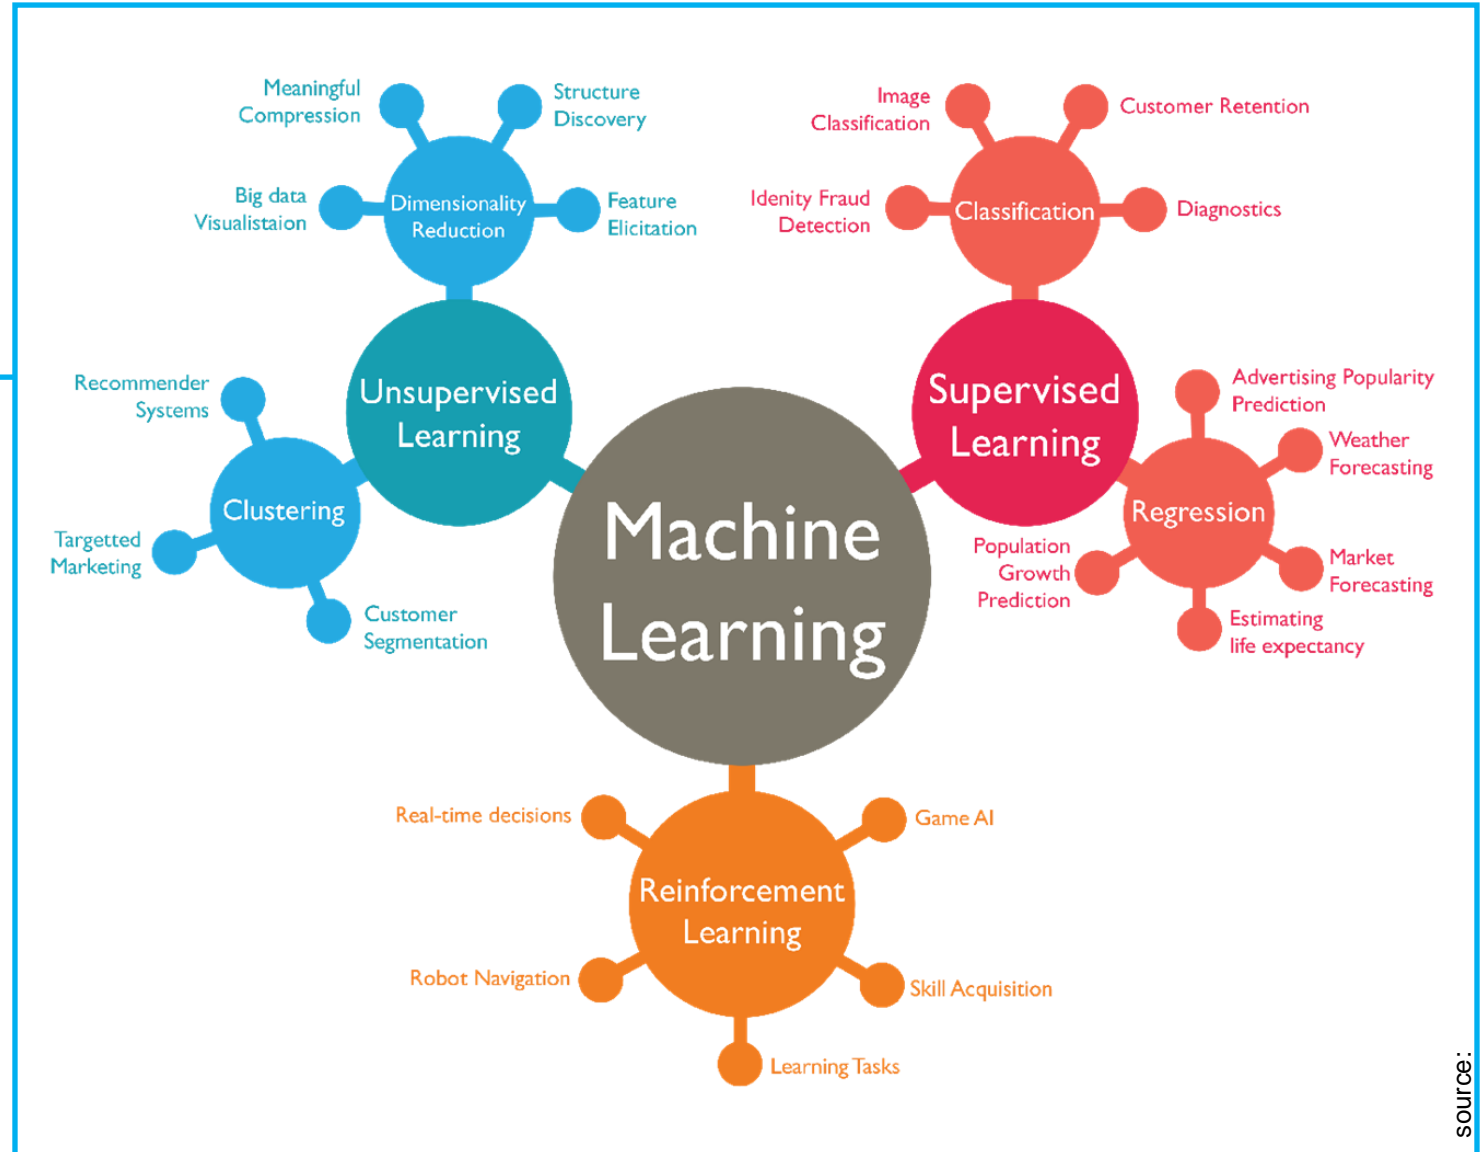 Meaningful
Compression
Structure
Discovery
Big data
Visualistaion
Dimensionality
Reduction
Feature
Elicitation
Image
Classification
Customer Retention
Idenity Fraud
Detection
Classification
Diagnostics
Unsupervised
Learning
Supervised
Learning
Recommender
Systems
Clustering
Targetted
Marketing
Customer
Segmentation
Machine
Learning
Advertising Popularity
Prediction
Weather
Forecasting
Regression
Population
Growth
Prediction
Market
Forecasting
Estimating
life expectancy
Real-time decisions
Game AI
Reinforcement
Learning
Robot Navigation
Skill Acquisition
Learning Tasks
source: